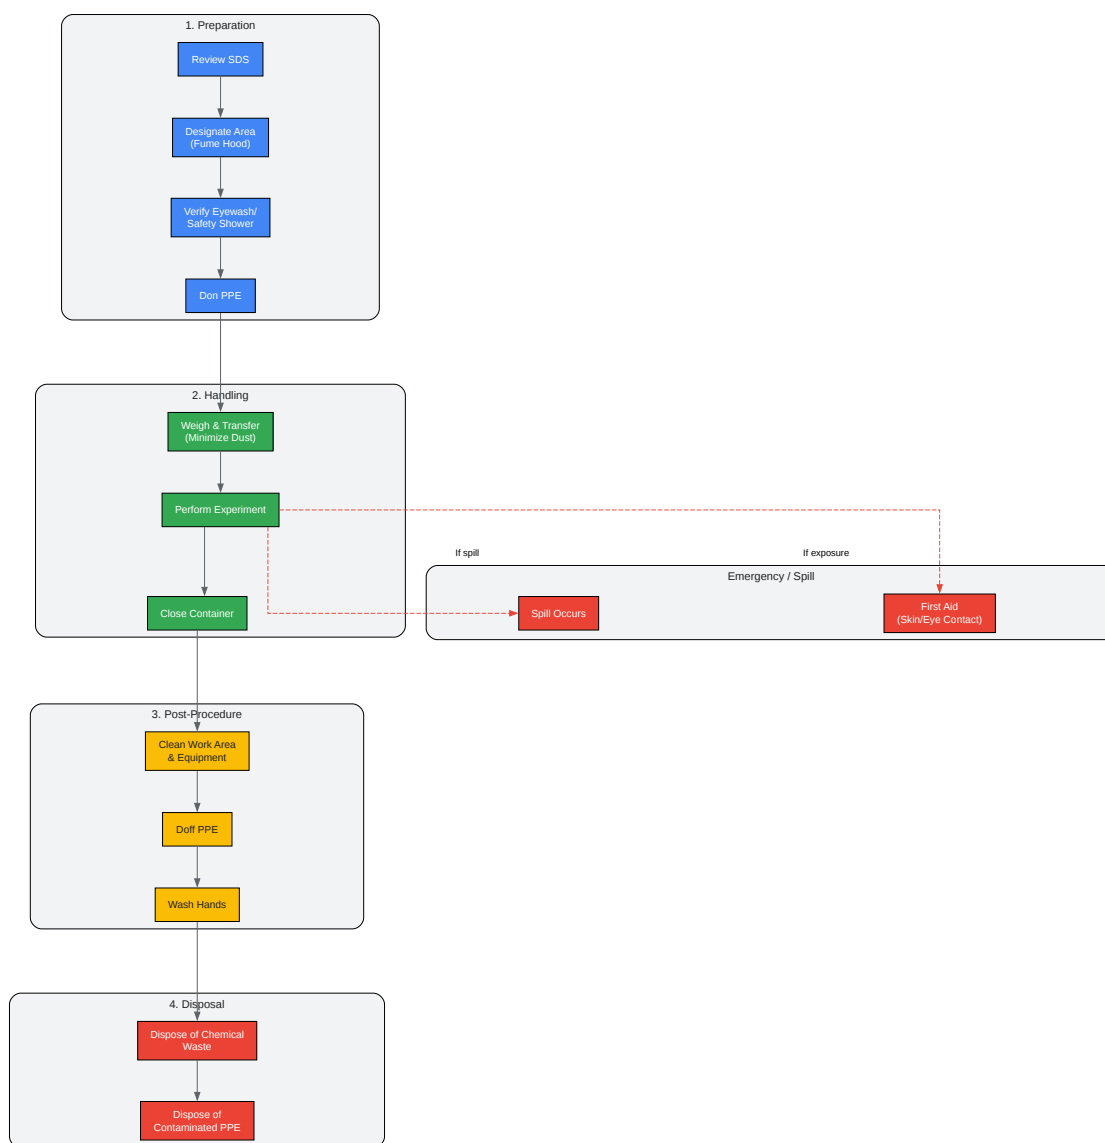 1. Preparation
Review SDS
Designate Area
(Fume Hood)
Verify Eyewash/
Safety Shower
Don PPE
2. Handling
Weigh & Transfer
(Minimize Dust)
Perform Experiment
Close Container
If spill
If exposure
Emergency / Spill
Spill Occurs
First Aid
(Skin/Eye Contact)
3. Post-Procedure
Clean Work Area
& Equipment
Doff PPE
Wash Hands
4. Disposal
Dispose of Chemical
Waste
Dispose of
Contaminated PPE